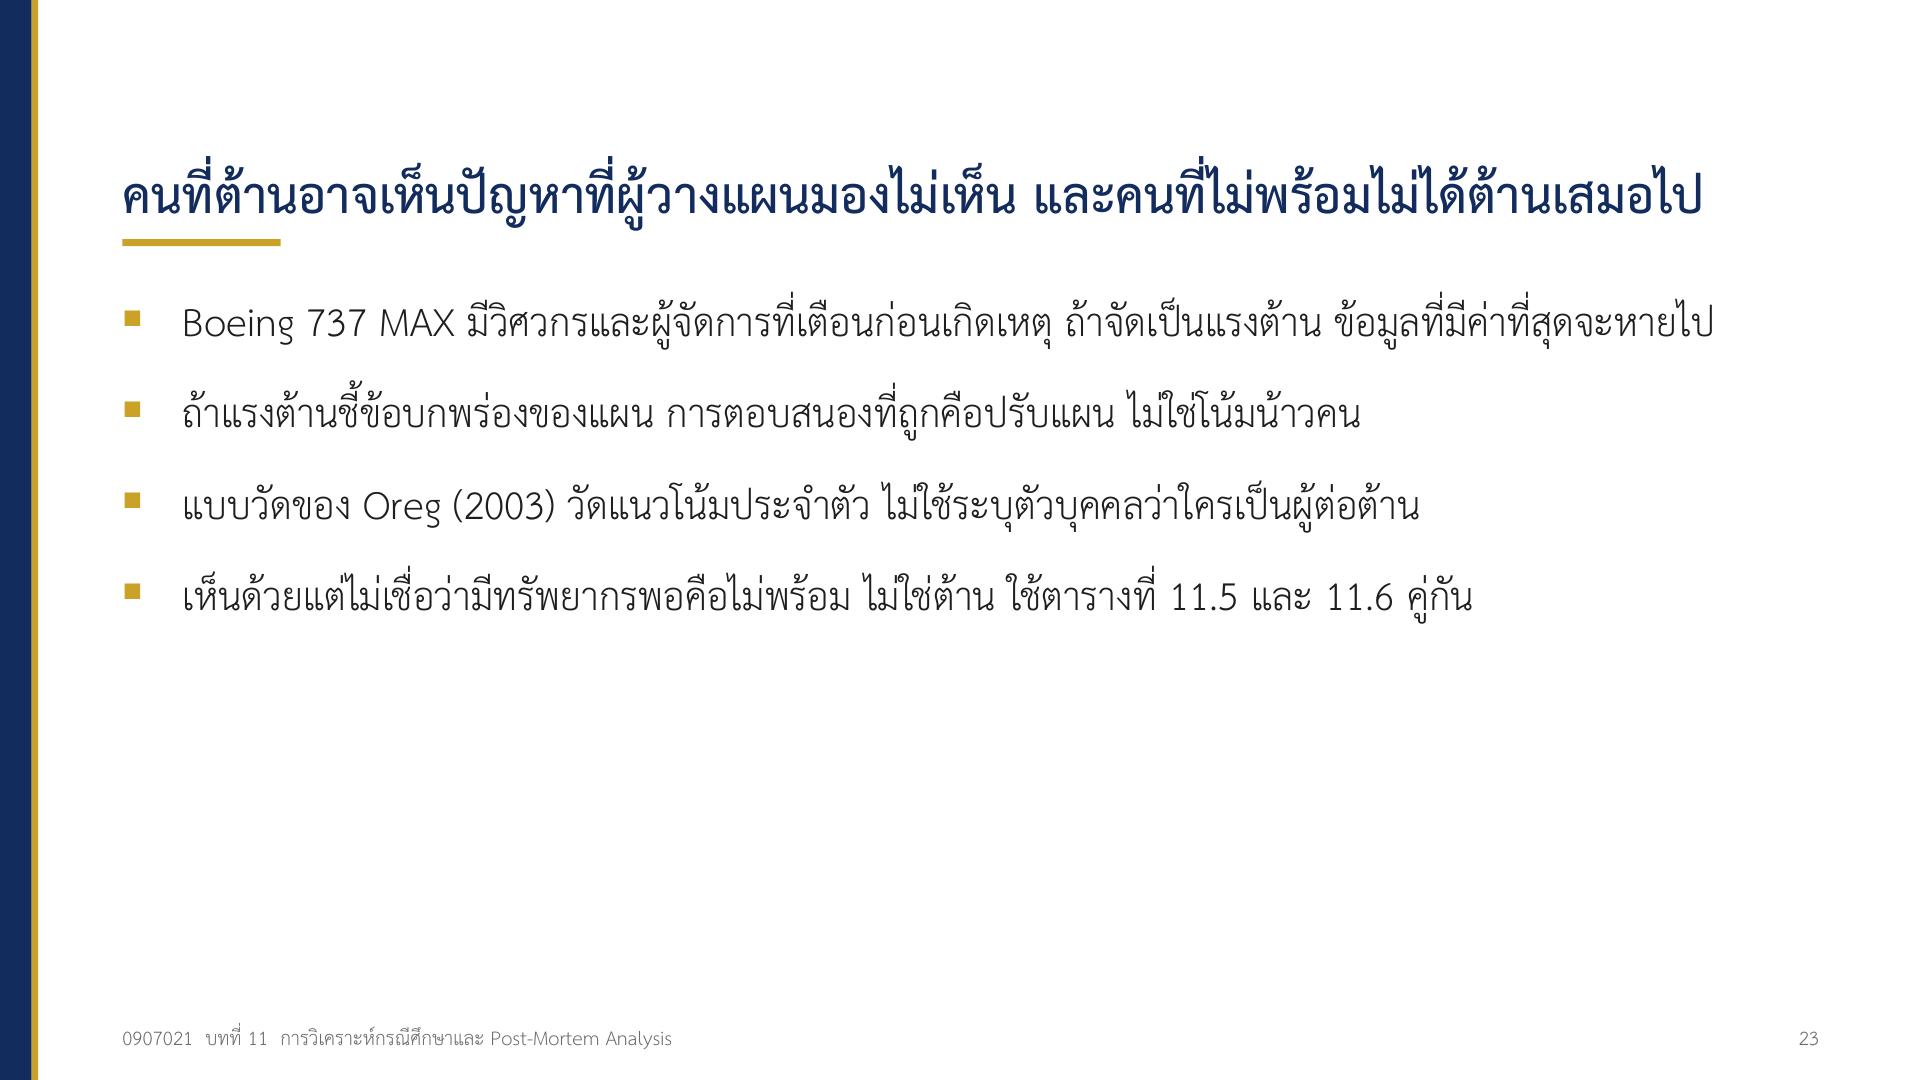 คนที่ต้านอาจเห็นปัญหาที่ผู้วางแผนมองไม่เห็น และคนที่ไม่พร้อมไม่ได้ต้านเสมอไป
Boeing 737 MAX มีวิศวกรและผู้จัดการที่เตือนก่อนเกิดเหตุ ถ้าจัดเป็นแรงต้าน ข้อมูลที่มีค่าที่สุดจะหายไป
ถ้าแรงต้านชี้ข้อบกพร่องของแผน การตอบสนองที่ถูกคือปรับแผน ไม่ใช่โน้มน้าวคน
แบบวัดของ Oreg (2003) วัดแนวโน้มประจำตัว ไม่ใช้ระบุตัวบุคคลว่าใครเป็นผู้ต่อต้าน
เห็นด้วยแต่ไม่เชื่อว่ามีทรัพยากรพอคือไม่พร้อม ไม่ใช่ต้าน ใช้ตารางที่ 11.5 และ 11.6 คู่กัน
0907021 บทที่ 11 การวิเคราะห์กรณีศึกษาและ Post-Mortem Analysis
23